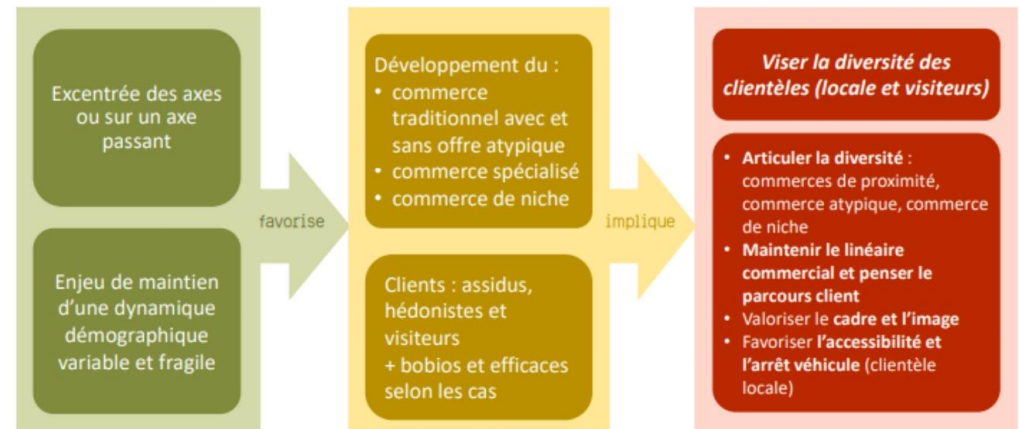 Excentrée des axes
ou sur un axe
passant
Enjeu de maintien
d'une dynamique
démographique
variable et fragile
favorise
Développement du :
• commerce
traditionnel avec et
sans offre atypique
• commerce spécialisé
• commerce de niche
Clients : assidus,
hédonistes et
visiteurs
+ bobios et efficaces
selon les cas
implique
Viser la diversité des
clientèles (locale et visiteurs)
• Articuler la diversité :
commerces de proximité,
commerce atypique, commerce
de niche
• Maintenir le linéaire
commercial et penser le
parcours client
• Valoriser le cadre et l'image
• Favoriser l'accessibilité et
l'arrêt véhicule (clientèle
locale)